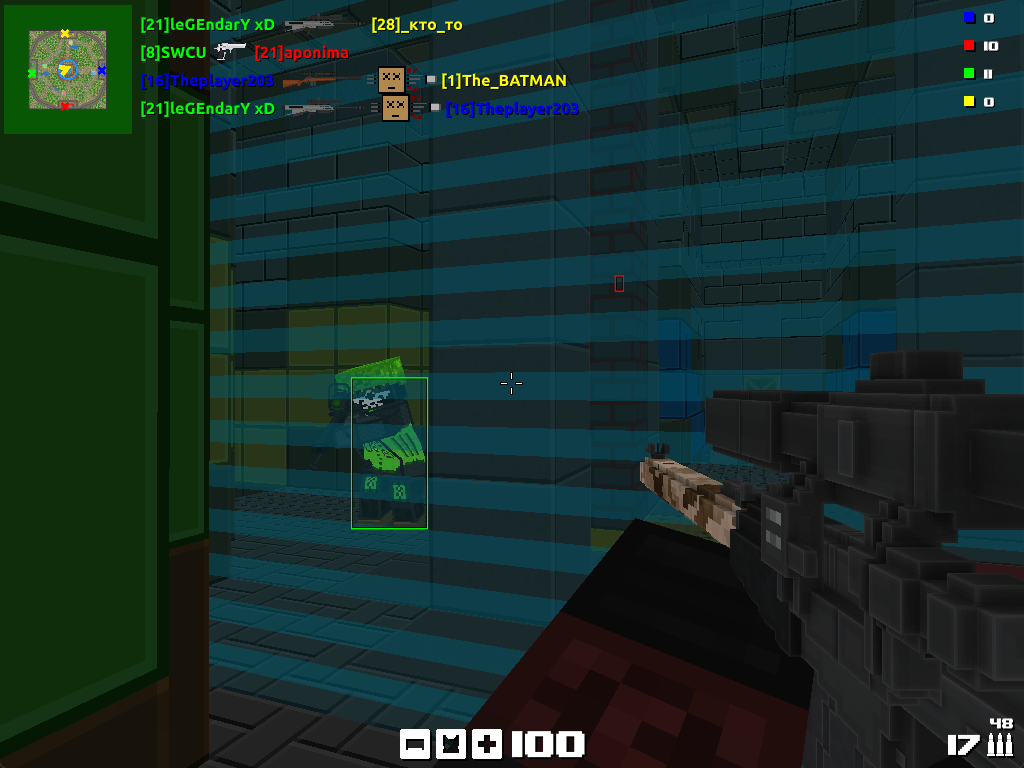 [21]leGEndarY xD [28]_кто_то
0
[8]SWCU [21]aponima
10
[16]Theplayer203 [1]The_BATMAN
11
[21]leGEndarY xD [16]Theplayer203
0
48
100
17